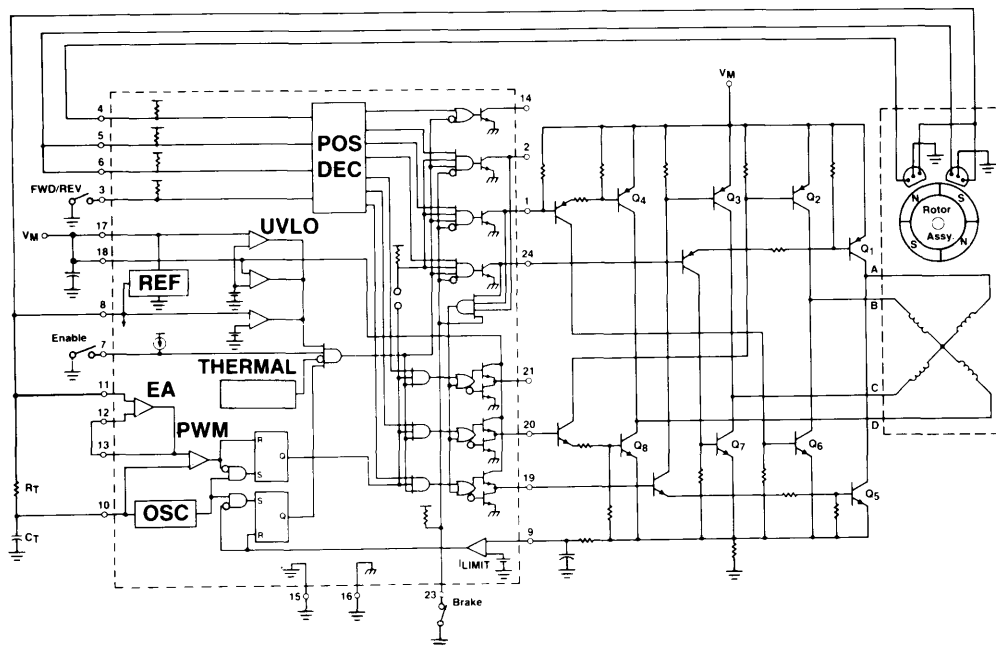 VM
4
14
5
POS
DEC
2
6
FWD/REV
3
1
Q4
Q3
Q2
N
S
Rotor
Assy.
S
N
VM
17
UVLO
18
24
Q1
A
REF
B
8
Enable
7
THERMAL
11
EA
21
C
12
D
PWM
13
20
Q8
Q7
Q6
R
Q
S
19
RT
Q5
10
OSC
S
Q
R
CT
9
ILIMIT
15
16
23
Brake